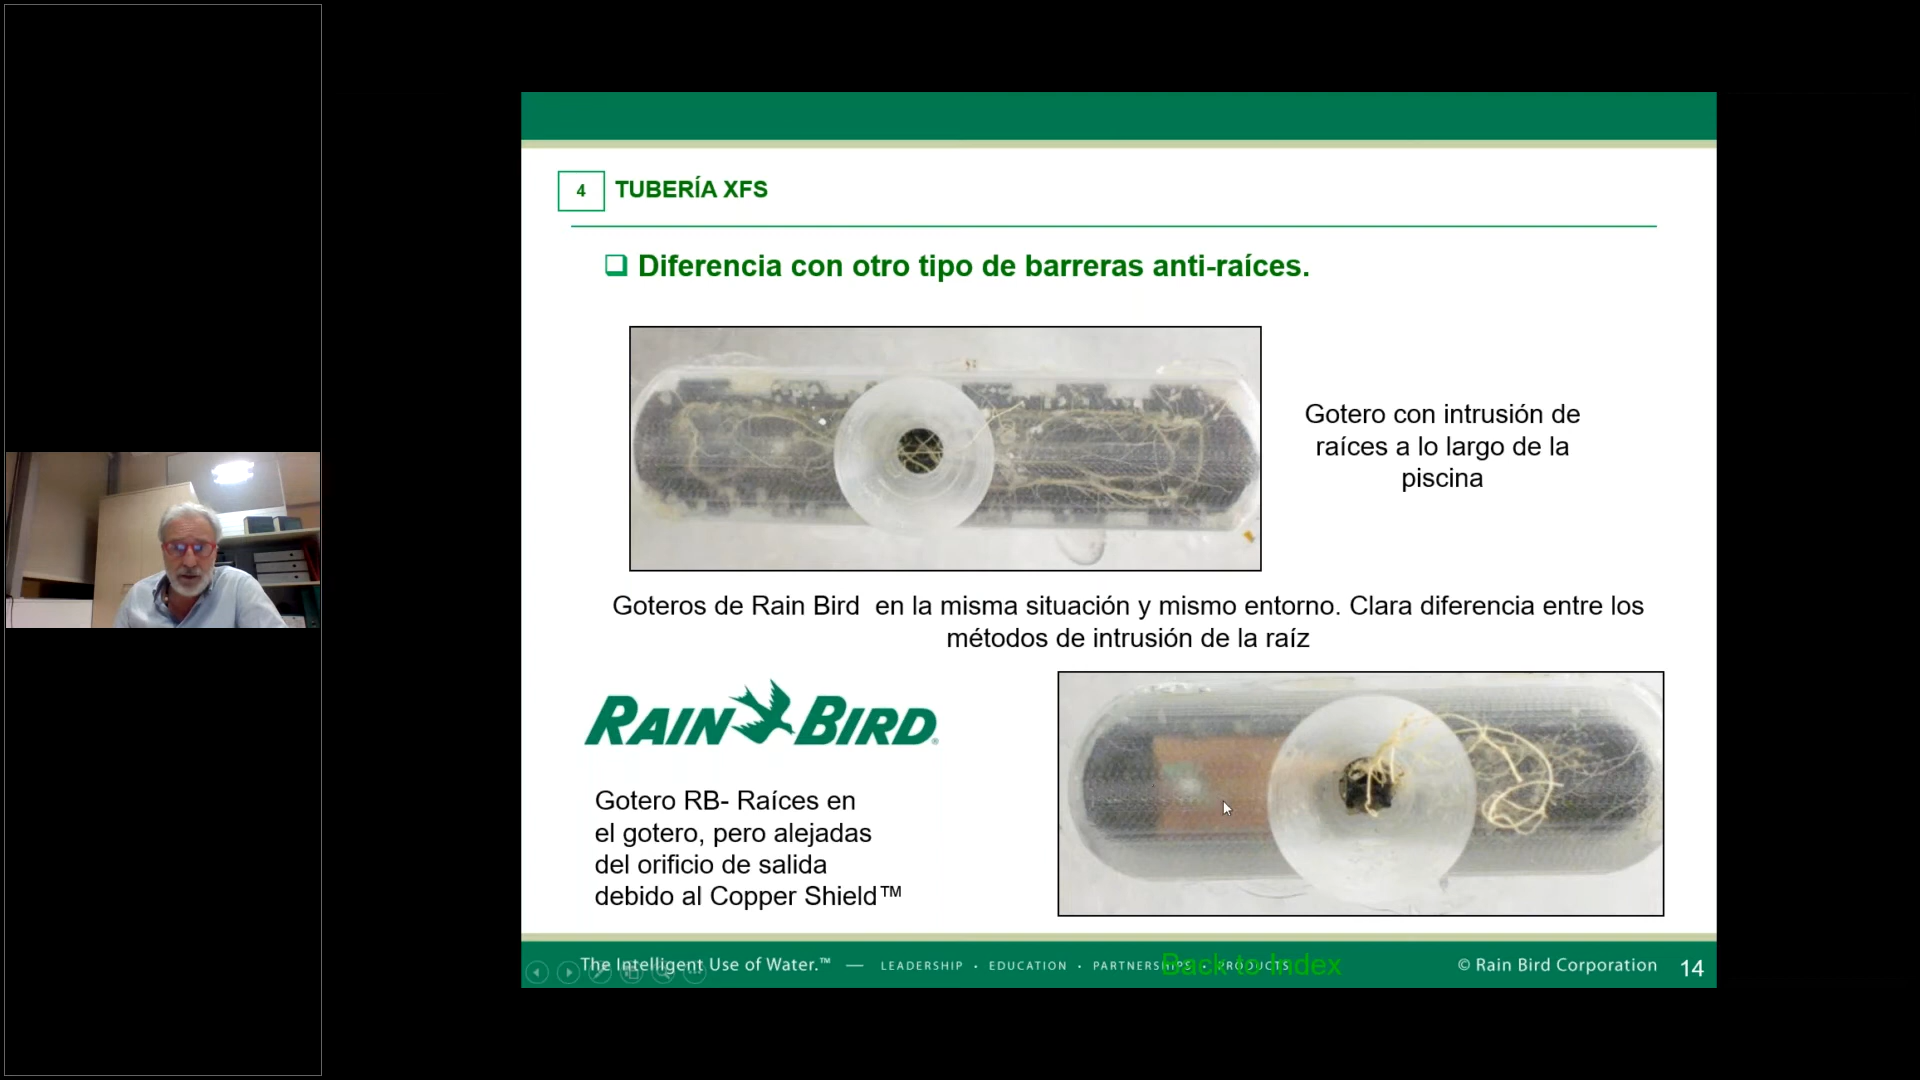 4
TUBERÍA XFS
Diferencia con otro tipo de barreras anti-raíces.
Gotero con intrusión de
raíces a lo largo de la
piscina
Goteros de Rain Bird en la misma situación y mismo entorno. Clara diferencia entre los
métodos de intrusión de la raíz
RAIN BIRD®
Gotero RB- Raíces en
el gotero, pero alejadas
del orificio de salida
debido al Copper Shield™
The Intelligent Use of Water.™ — LEADERSHIP • EDUCATION • PARTNERSHIPS • PRODUCTS
Back to Index
© Rain Bird Corporation
14